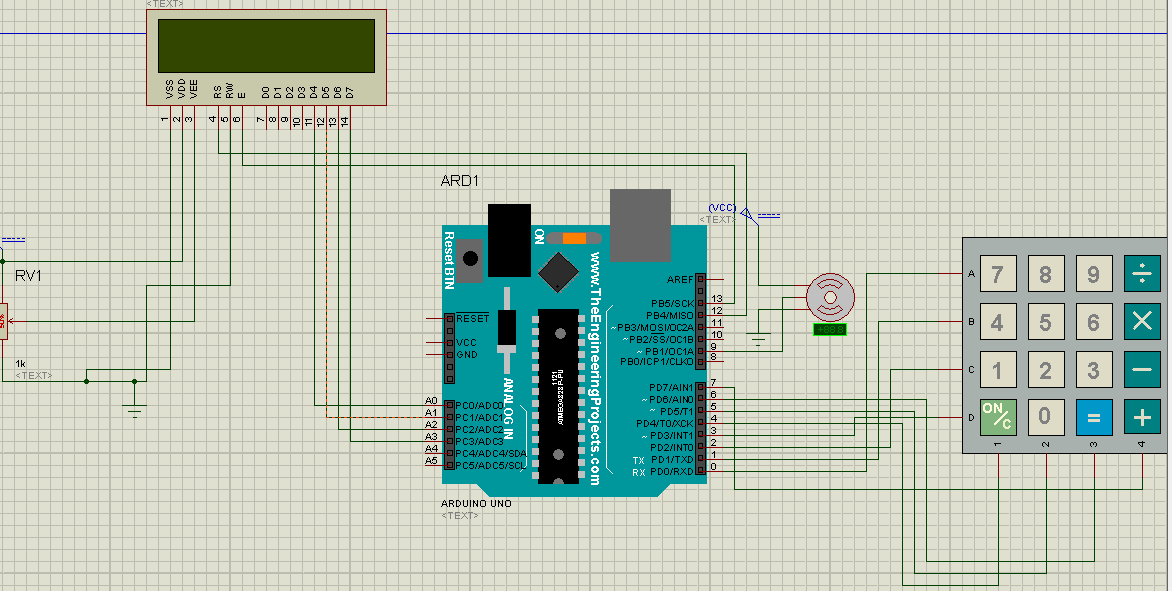 <TEXT>
VSS
VDD
VEE
RS
RW
E
D0
D1
D2
D3
D4
D5
D6
D7
1
2
3
4
5
6
7
8
9
10
11
12
13
14
RV1
1k
<TEXT>
ARD1
Reset BTN
ON
www.TheEngineeringProjects.com
ANALOG IN
1121
RESET
VCC
GND
A0
A1
A2
A3
A4
A5
PC0/ADC0
PC1/ADC1
PC2/ADC2
PC3/ADC3
PC4/ADC4/SDA
PC5/ADC5/SCL
AREF
PB5/SCK
PB4/MISO
~PB3/MOSI/OC2A
~PB2/SS/OC1B
~PB1/OC1A
PB0/ICP1/CLKO
13
12
11
10
9
8
PD7/AIN1
~PD6/AIN0
~PD5/T1
PD4/T0/XCK
~PD3/INT1
PD2/INT0
TX PD1/TXD
RX PD0/RXD
7
6
5
4
3
2
1
0
ARDUINO UNO
<TEXT>
(VCC)
<TEXT>
A
B
C
D
7 8 9 ÷
4 5 6 ×
1 2 3 −
ON/C 0 = +
1
2
3
4